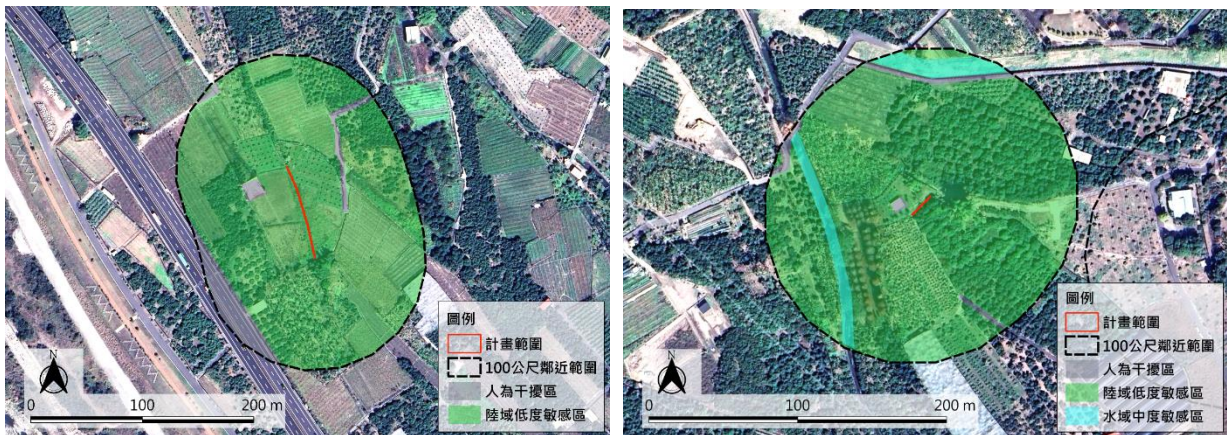 圖例
計畫範圍
100公尺鄰近範圍
人為干擾區
陸域低度敏感區
N
0 100 200 m
圖例
計畫範圍
100公尺鄰近範圍
人為干擾區
陸域低度敏感區
水域中度敏感區
N
0 100 200 m